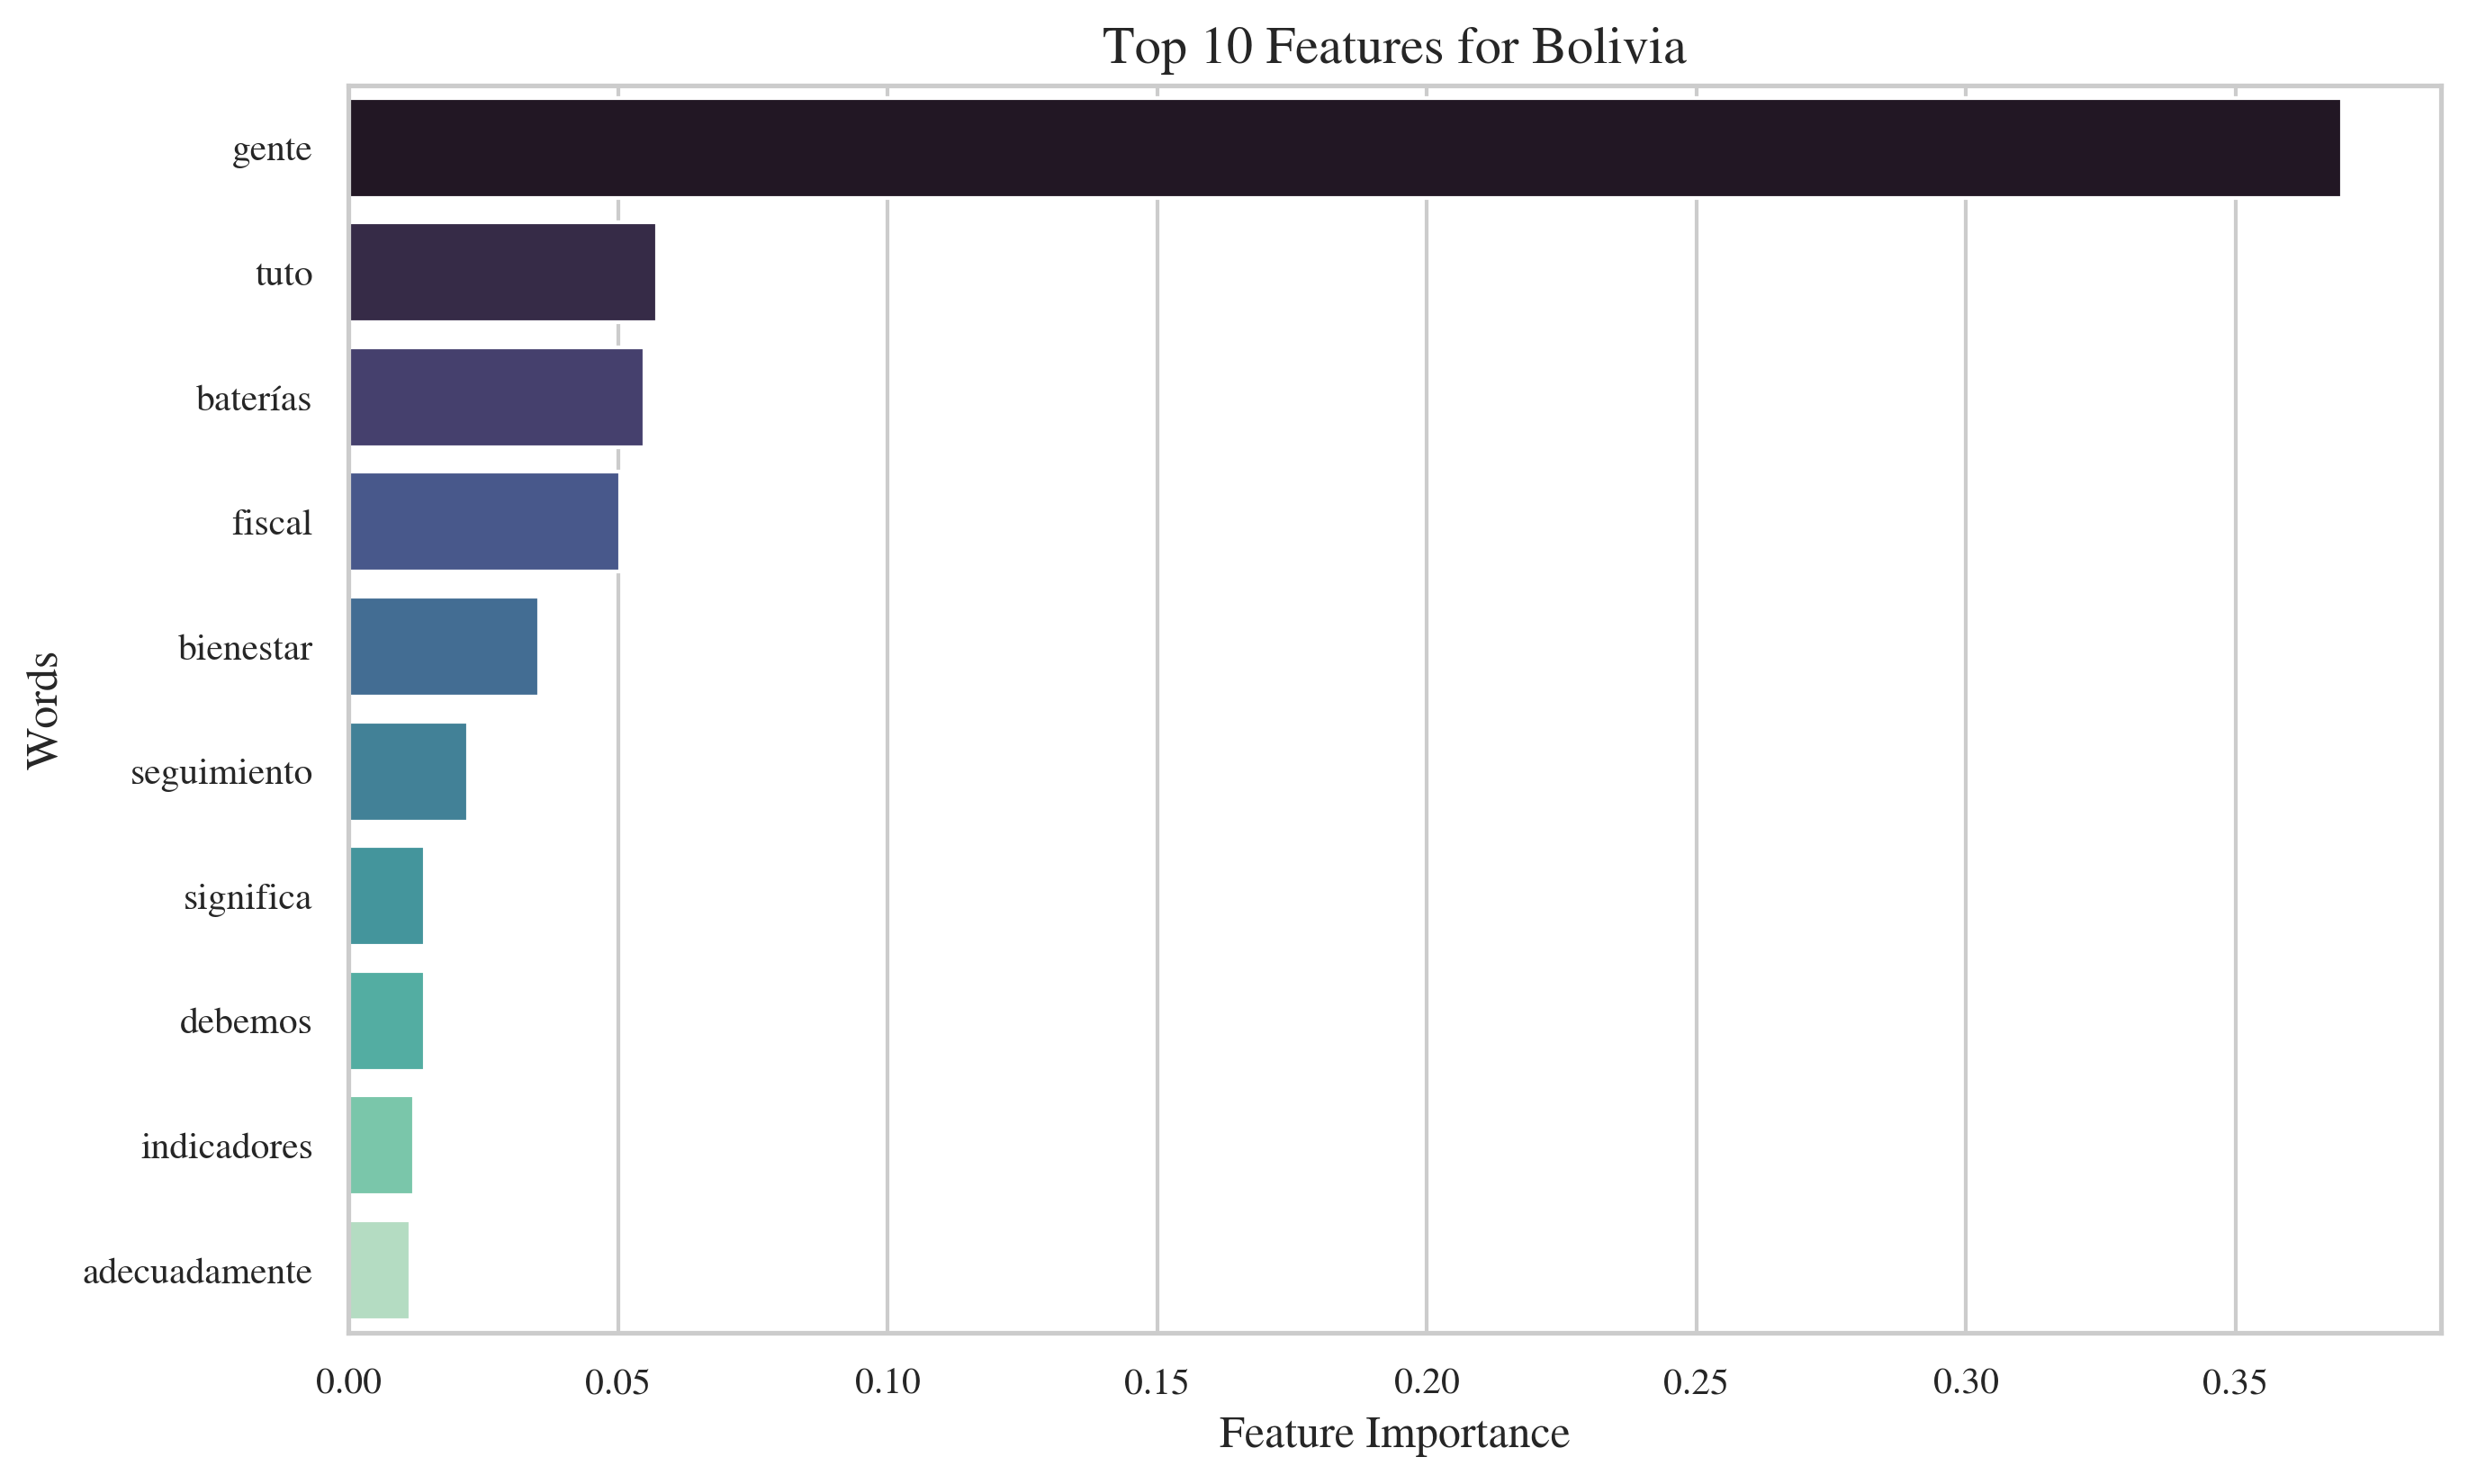 Top 10 Features for Bolivia
Words
gente
tuto
baterías
fiscal
bienestar
seguimiento
significa
debemos
indicadores
adecuadamente
0.00 0.05 0.10 0.15 0.20 0.25 0.30 0.35
Feature Importance